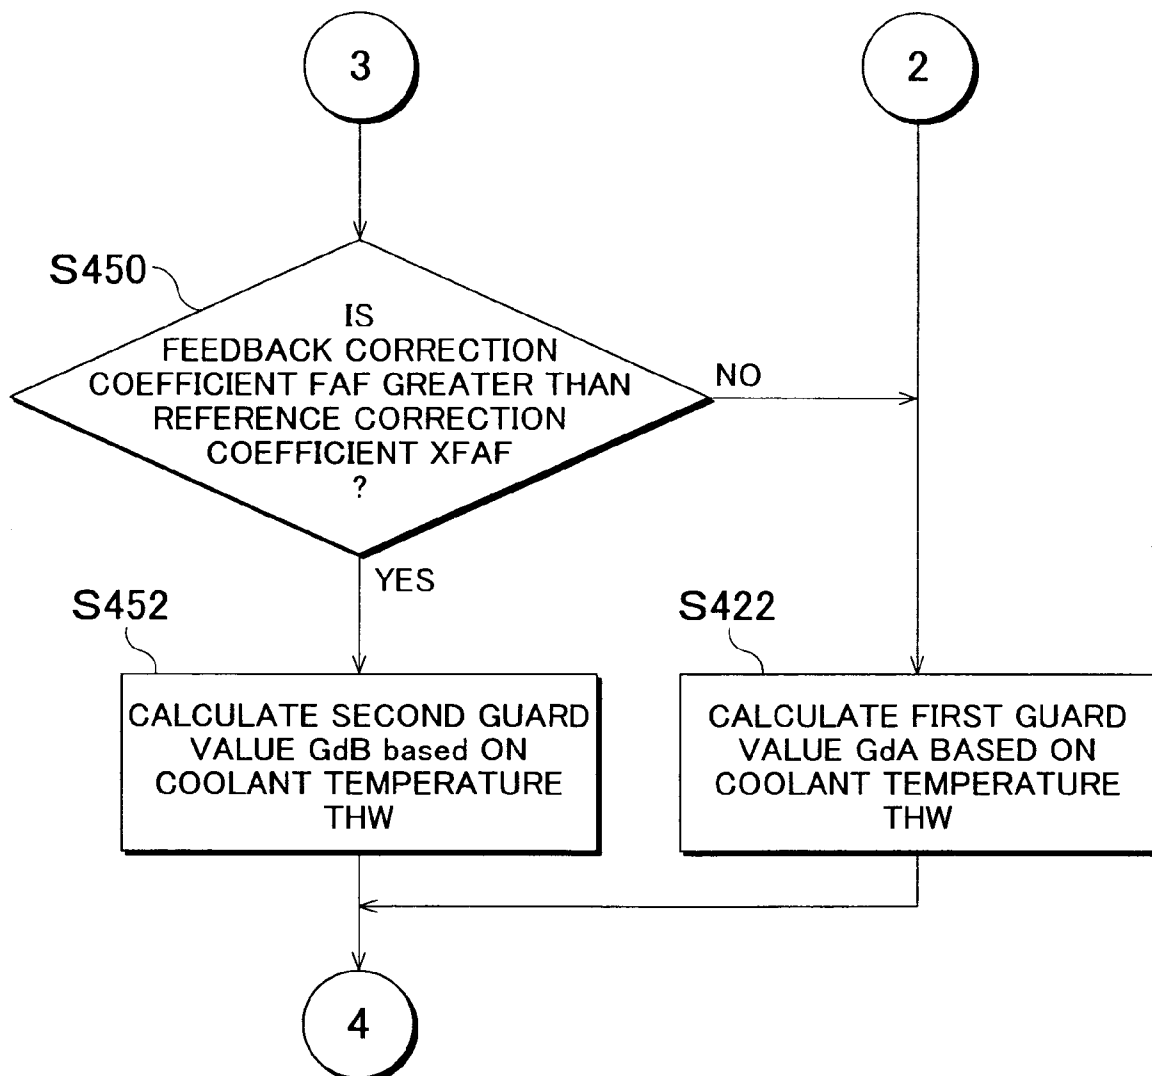 3
2
S450
IS
FEEDBACK CORRECTION
COEFFICIENT FAF GREATER THAN
REFERENCE CORRECTION
COEFFICIENT XFAF
?
NO
YES
S452
CALCULATE SECOND GUARD
VALUE GdB based ON
COOLANT TEMPERATURE
THW
S422
CALCULATE FIRST GUARD
VALUE GdA BASED ON
COOLANT TEMPERATURE
THW
4